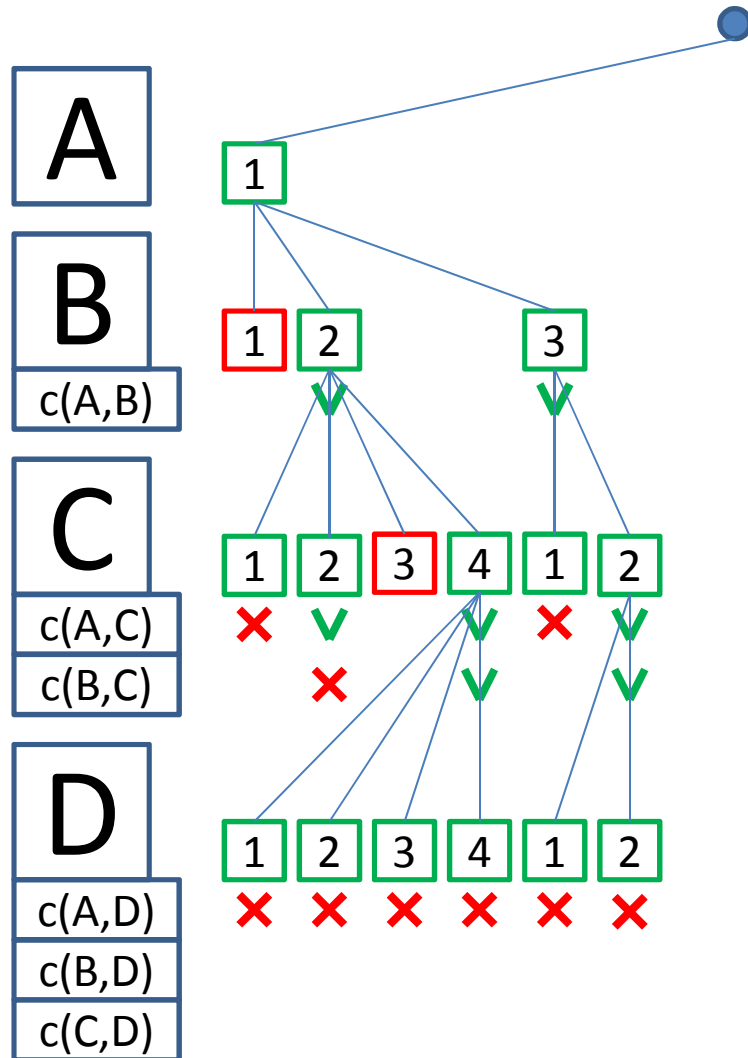 A
1
B
1 2 3
c(A,B)
C
1 2 3 4 1 2
c(A,C)
c(B,C)
D
1 2 3 4 1 2
c(A,D)
c(B,D)
c(C,D)